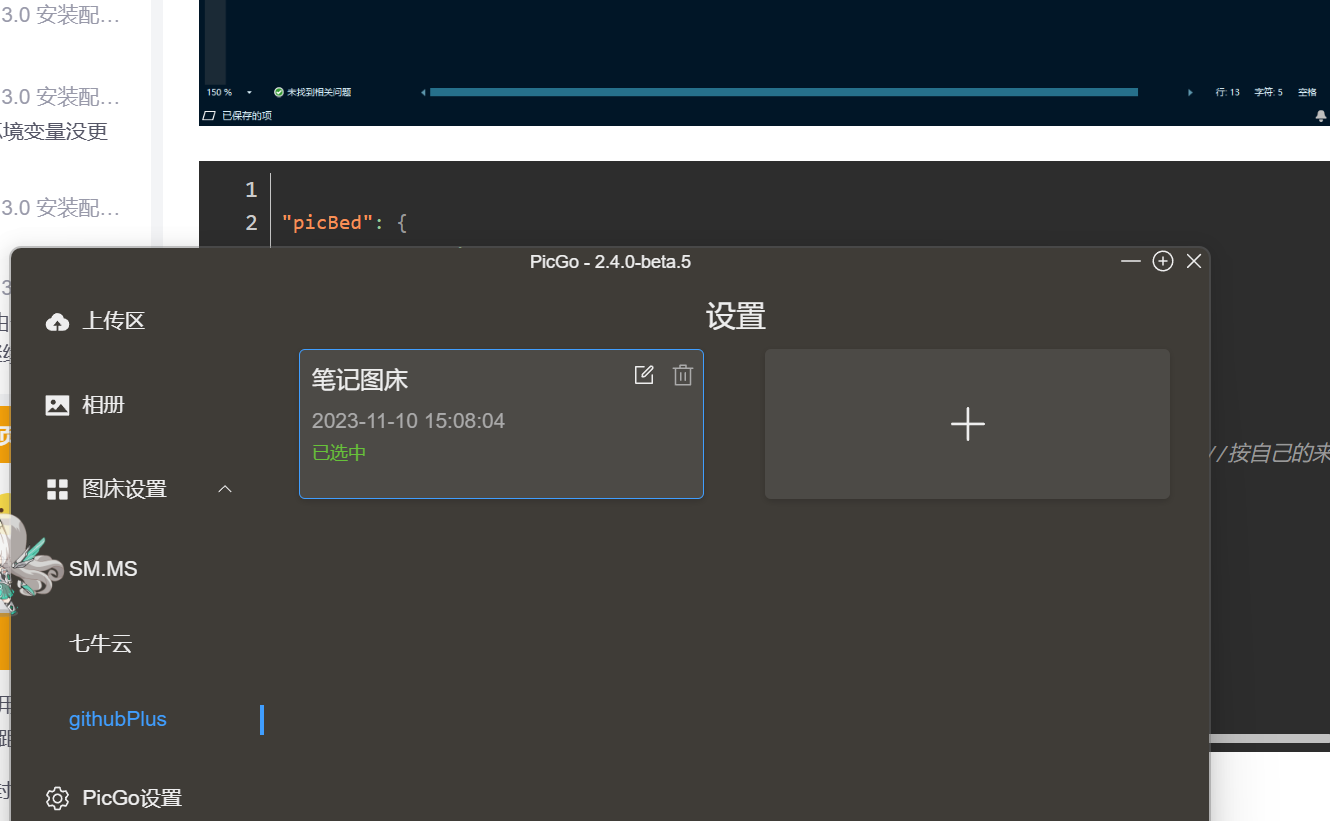 3.0 安装配…
3.0 安装配…
环境变量没更
3.0 安装配…
150 %
未找到相关问题
行: 13
字符: 5
空格
已保存的项
1
2 "picBed": {
PicGo - 2.4.0-beta.5
上传区
相册
图床设置
SM.MS
七牛云
githubPlus
PicGo设置
设置
笔记图床
2023-11-10 15:08:04
已选中
//按自己的来